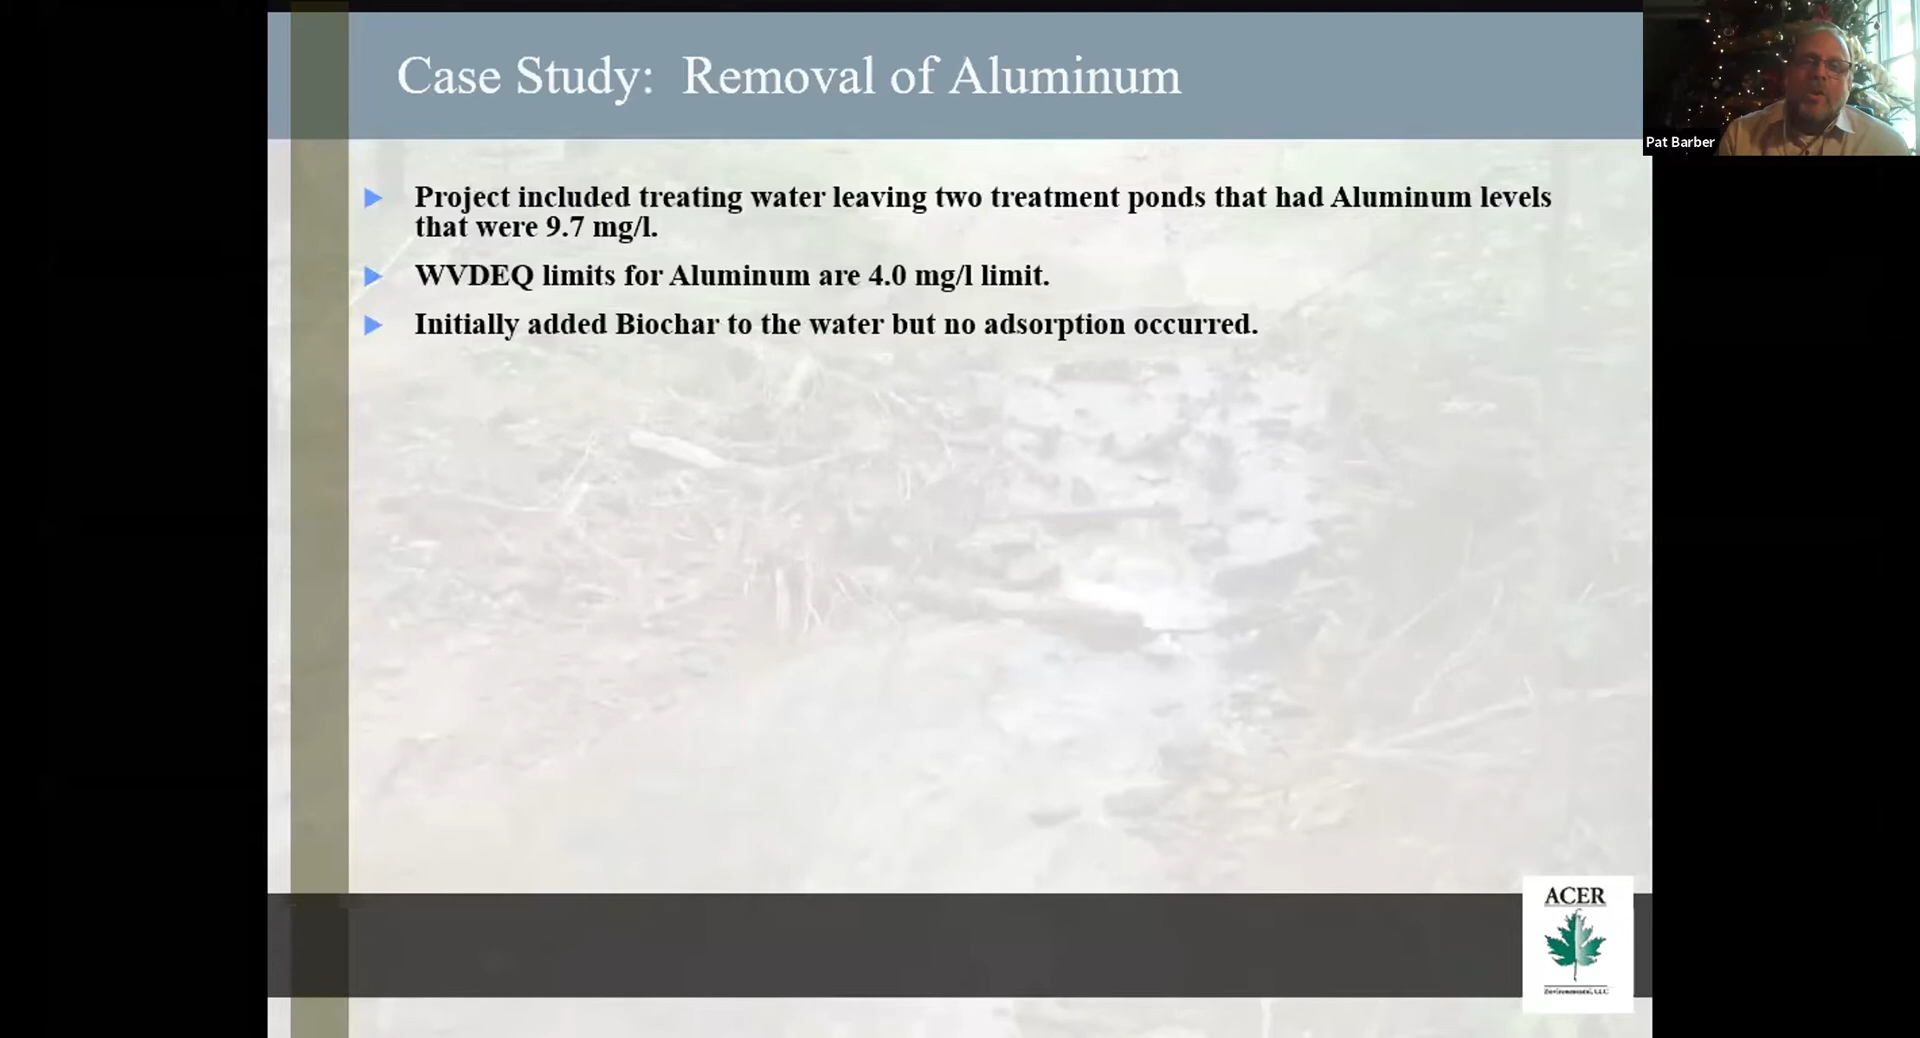 Case Study: Removal of Aluminum
Pat Barber
Project included treating water leaving two treatment ponds that had Aluminum levels
that were 9.7 mg/l.
WVDEQ limits for Aluminum are 4.0 mg/l limit.
Initially added Biochar to the water but no adsorption occurred.
ACER
Environmental, LLC